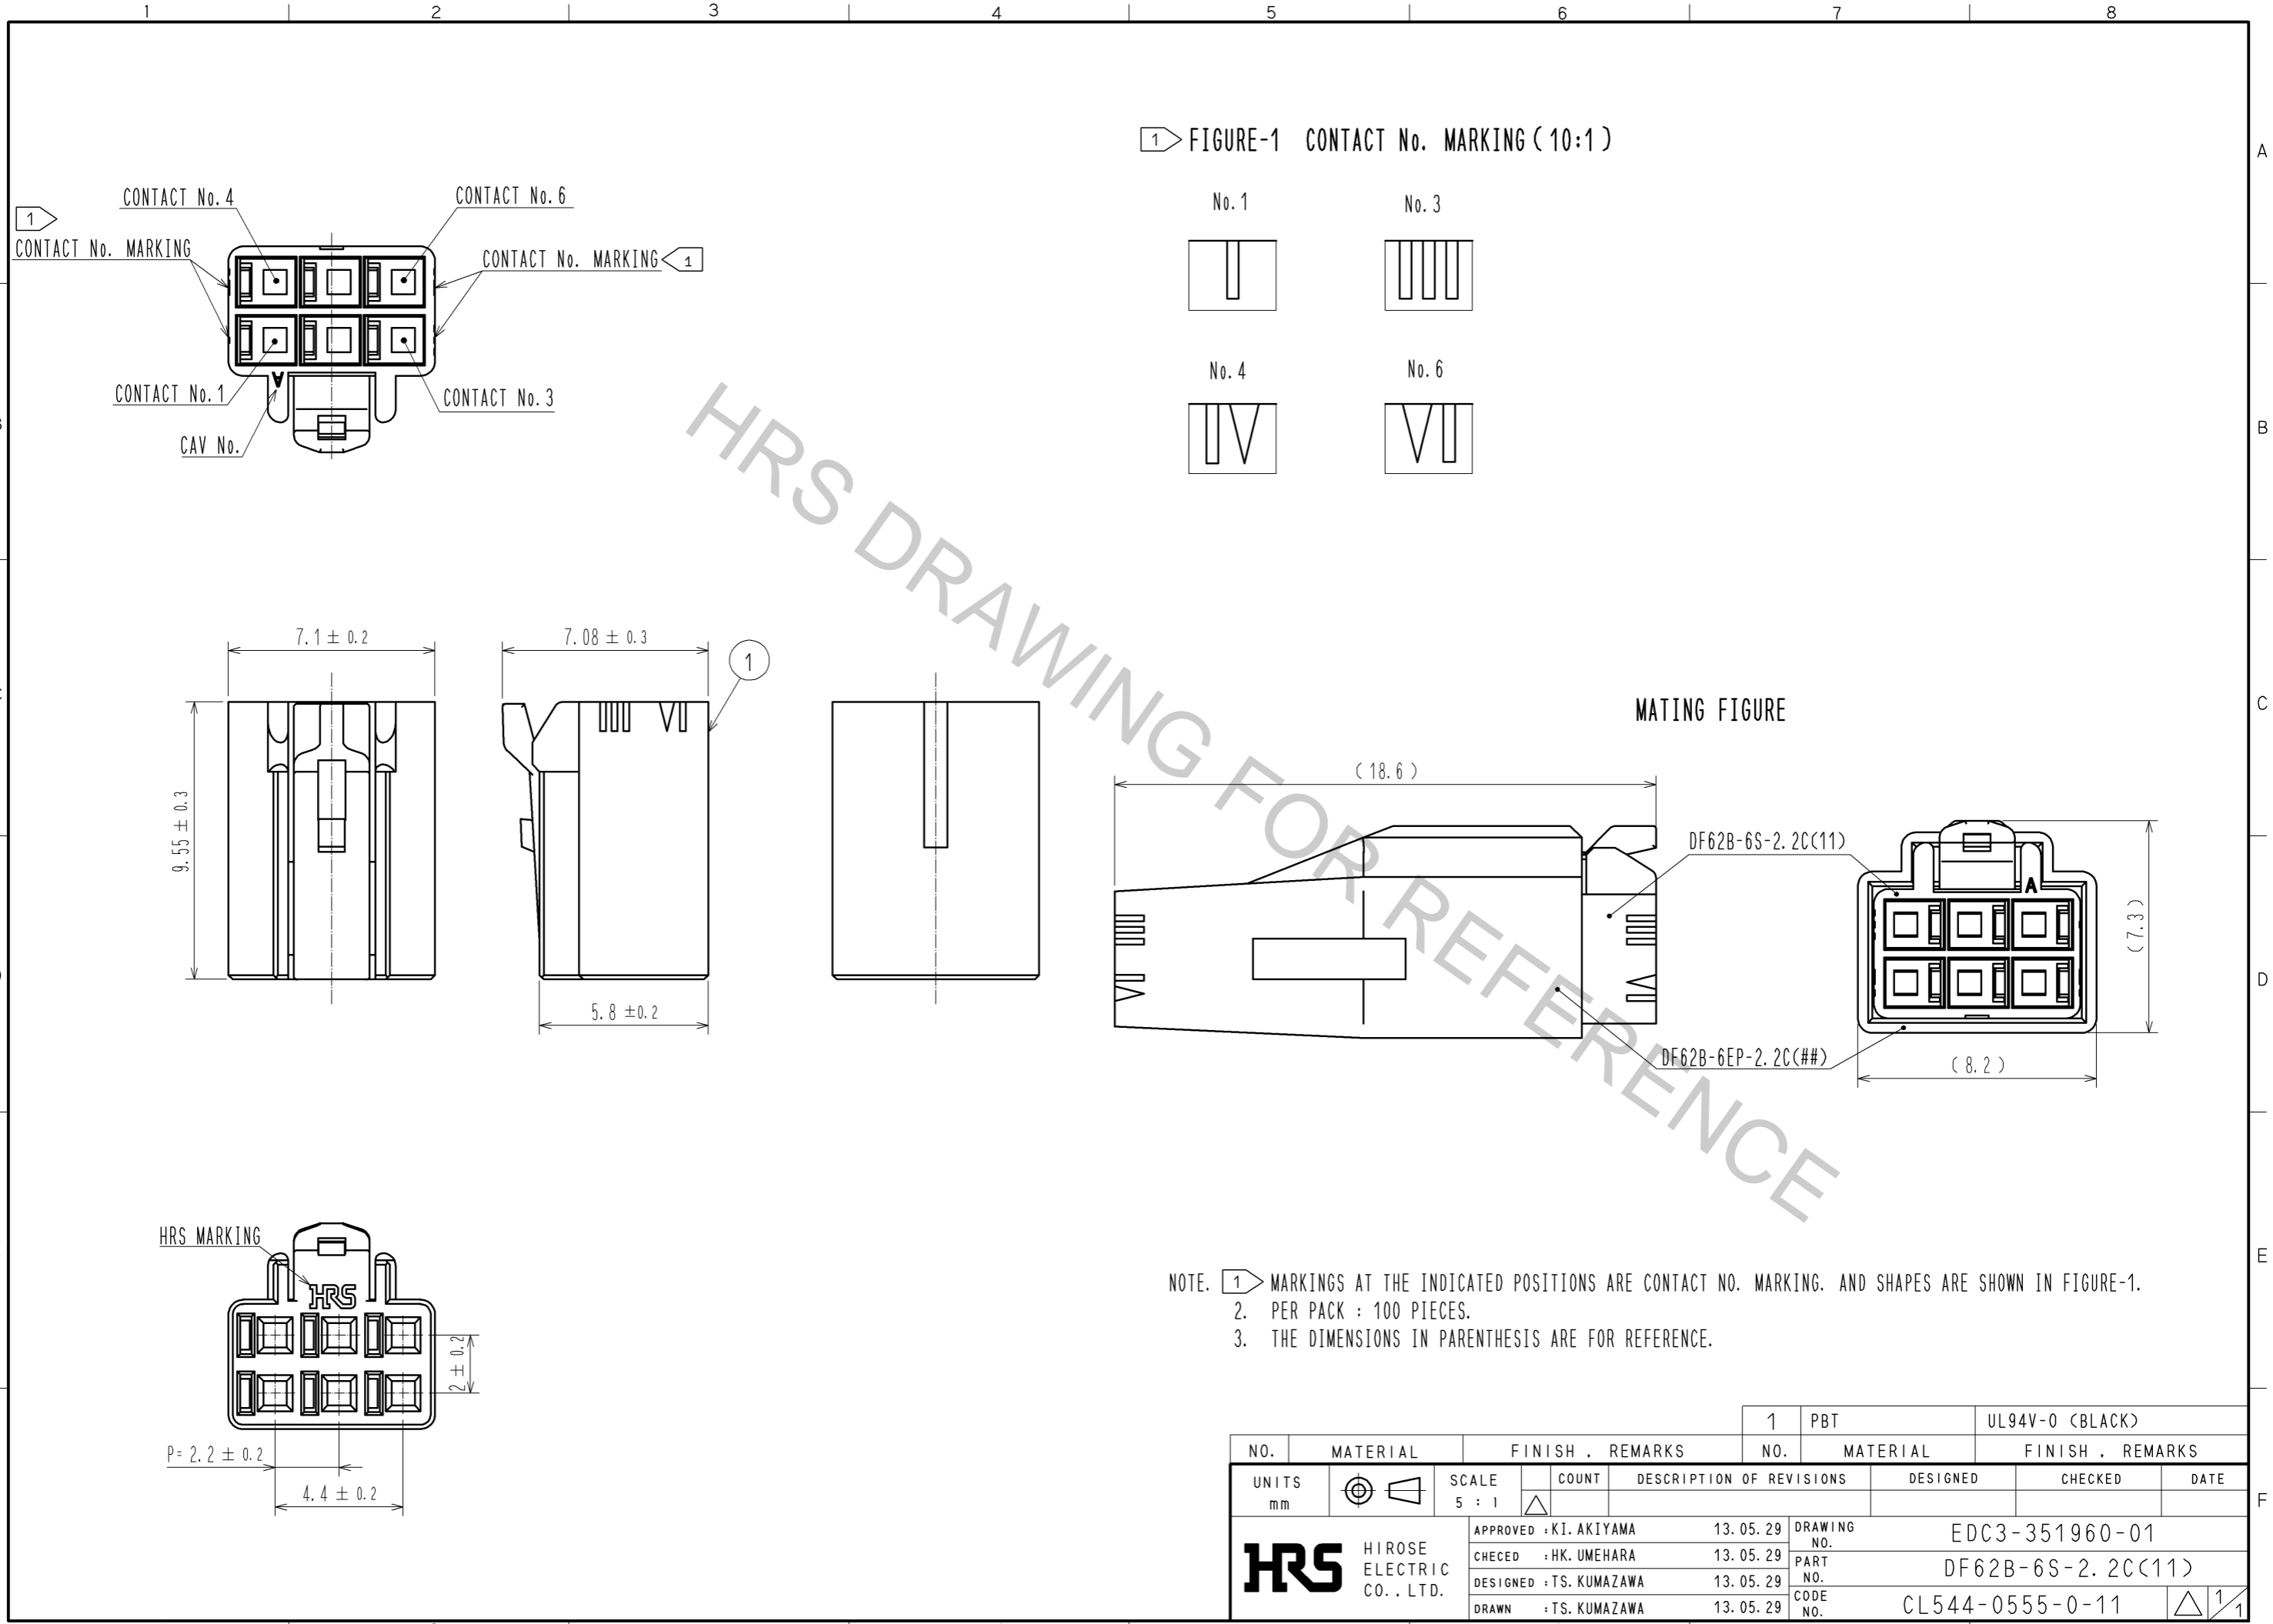 1 2 3 4 5 6 7 8
A
B
C
D
E
F
1 FIGURE-1 CONTACT No. MARKING(10:1)
No.1
No.3
No.4
No.6
1
CONTACT No. MARKING
CONTACT No.4
CONTACT No.6
CONTACT No. MARKING 1
CONTACT No.1
CONTACT No.3
A
CAV No.
HRS DRAWING FOR REFERENCE
7.1 ± 0.2
7.08 ± 0.3
1
9.55 ± 0.3
5.8 ±0.2
MATING FIGURE
(18.6)
DF62B-6S-2.2C(11)
A
(7.3)
DF62B-6EP-2.2C(##)
(8.2)
HRS MARKING
HRS
2 ± 0.2
P= 2.2 ± 0.2
4.4 ± 0.2
NOTE. 1 MARKINGS AT THE INDICATED POSITIONS ARE CONTACT NO. MARKING. AND SHAPES ARE SHOWN IN FIGURE-1.
2. PER PACK : 100 PIECES.
3. THE DIMENSIONS IN PARENTHESIS ARE FOR REFERENCE.
1 PBT UL94V-0 (BLACK)
NO. MATERIAL FINISH . REMARKS NO. MATERIAL FINISH . REMARKS
UNITS mm
SCALE 5 : 1
COUNT DESCRIPTION OF REVISIONS DESIGNED CHECKED DATE
HRS
HIROSE ELECTRIC CO., LTD.
APPROVED : KI. AKIYAMA 13.05.29
CHECED : HK. UMEHARA 13.05.29
DESIGNED : TS. KUMAZAWA 13.05.29
DRAWN : TS. KUMAZAWA 13.05.29
DRAWING NO. EDC3-351960-01
PART NO. DF62B-6S-2.2C(11)
CODE NO. CL544-0555-0-11
1/1